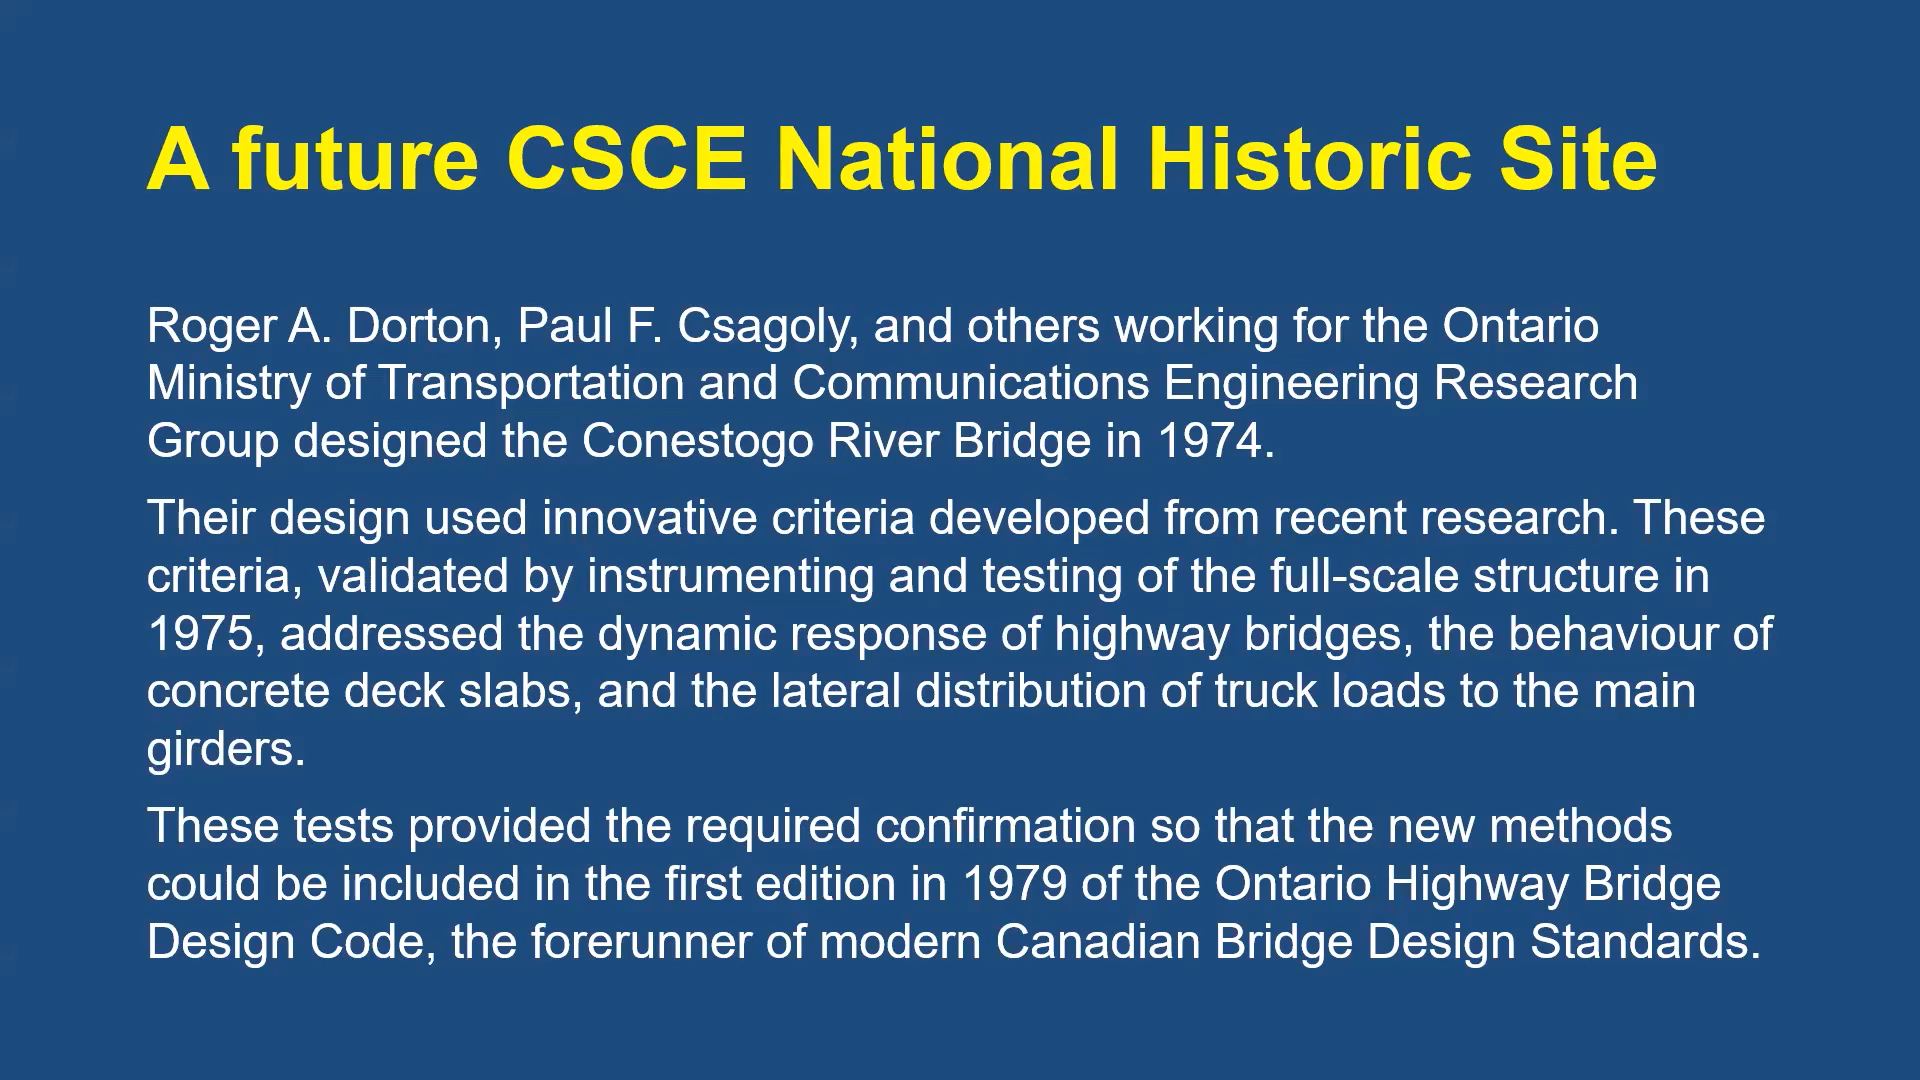 A future CSCE National Historic Site
Roger A. Dorton, Paul F. Csagoly, and others working for the Ontario
Ministry of Transportation and Communications Engineering Research
Group designed the Conestogo River Bridge in 1974.
Their design used innovative criteria developed from recent research. These
criteria, validated by instrumenting and testing of the full-scale structure in
1975, addressed the dynamic response of highway bridges, the behaviour of
concrete deck slabs, and the lateral distribution of truck loads to the main
girders.
These tests provided the required confirmation so that the new methods
could be included in the first edition in 1979 of the Ontario Highway Bridge
Design Code, the forerunner of modern Canadian Bridge Design Standards.